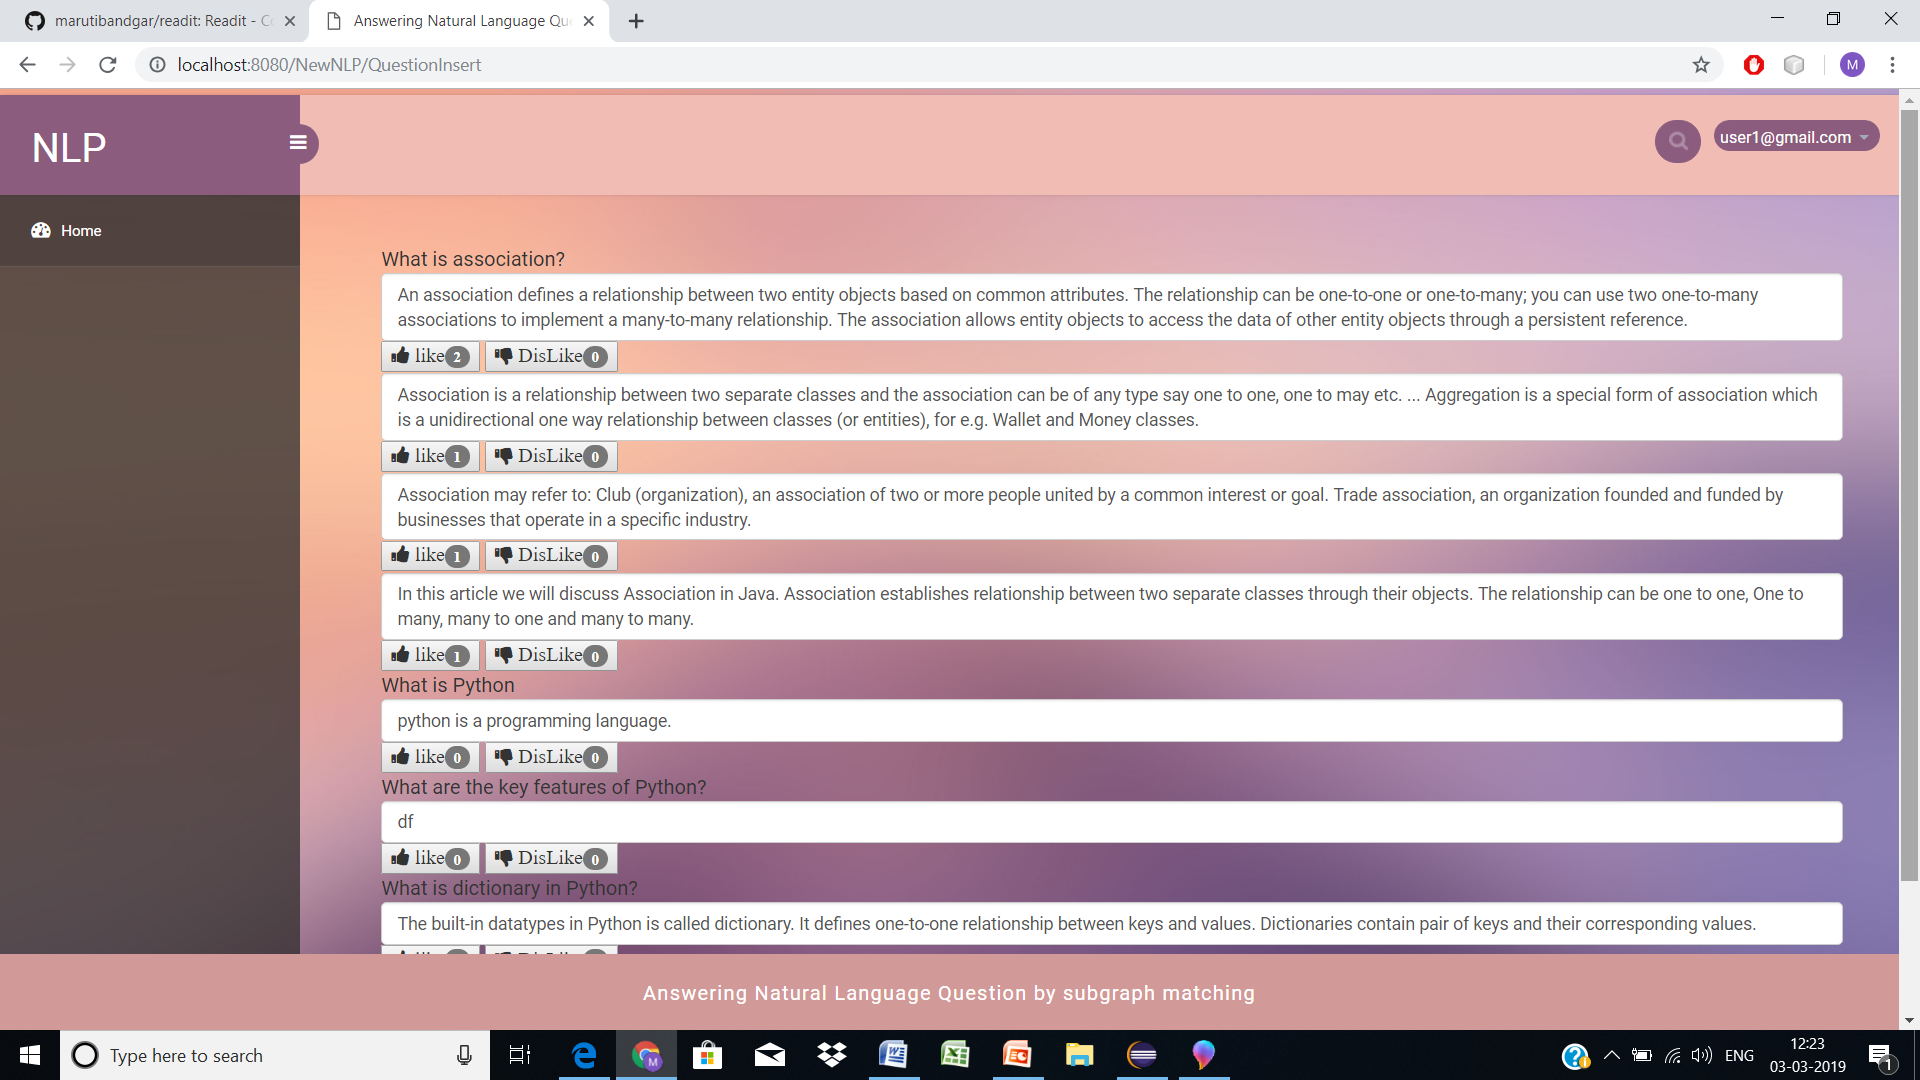 marutibandgar/readit: Readit - Co
Answering Natural Language Qu
localhost:8080/NewNLP/QuestionInsert
M
NLP
user1@gmail.com
Home
What is association?
An association defines a relationship between two entity objects based on common attributes. The relationship can be one-to-one or one-to-many; you can use two one-to-many
associations to implement a many-to-many relationship. The association allows entity objects to access the data of other entity objects through a persistent reference.
like 2 DisLike 0
Association is a relationship between two separate classes and the association can be of any type say one to one, one to may etc. ... Aggregation is a special form of association which
is a unidirectional one way relationship between classes (or entities), for e.g. Wallet and Money classes.
like 1 DisLike 0
Association may refer to: Club (organization), an association of two or more people united by a common interest or goal. Trade association, an organization founded and funded by
businesses that operate in a specific industry.
like 1 DisLike 0
In this article we will discuss Association in Java. Association establishes relationship between two separate classes through their objects. The relationship can be one to one, One to
many, many to one and many to many.
like 1 DisLike 0
What is Python
python is a programming language.
like 0 DisLike 0
What are the key features of Python?
df
like 0 DisLike 0
What is dictionary in Python?
The built-in datatypes in Python is called dictionary. It defines one-to-one relationship between keys and values. Dictionaries contain pair of keys and their corresponding values.
Answering Natural Language Question by subgraph matching
Type here to search
ENG
12:23
03-03-2019
1